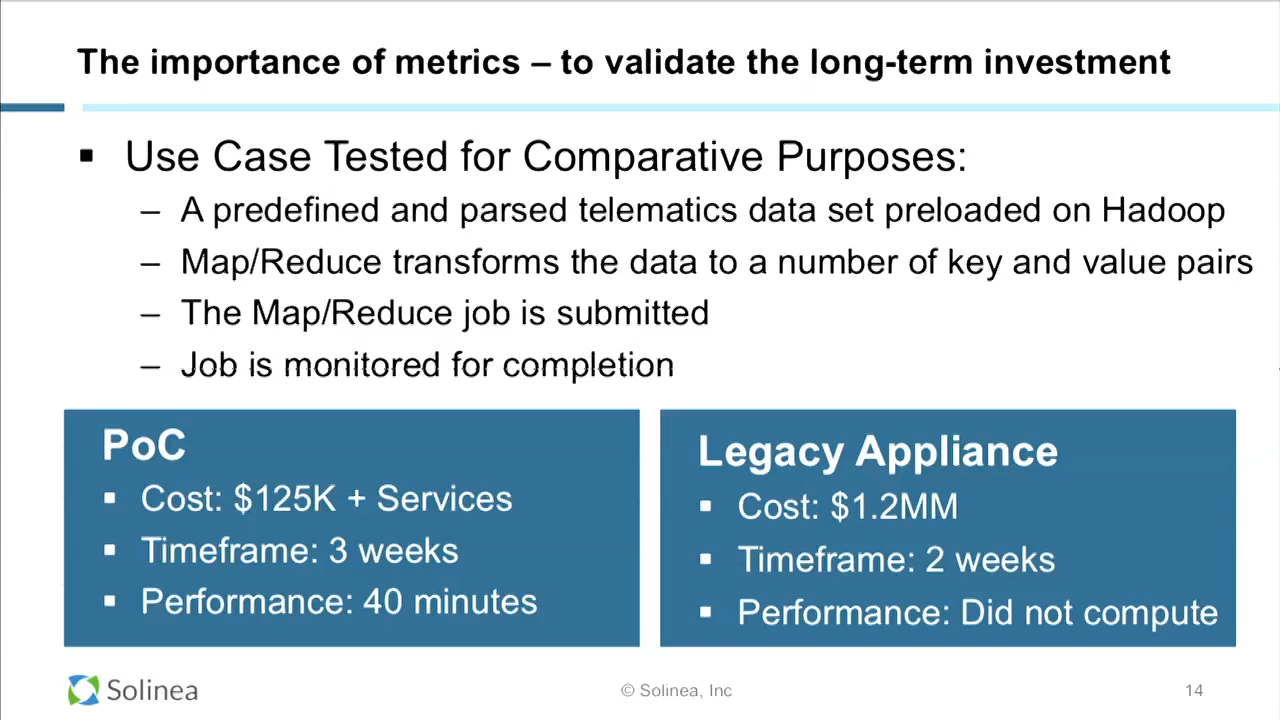 The importance of metrics – to validate the long-term investment
▪ Use Case Tested for Comparative Purposes:
– A predefined and parsed telematics data set preloaded on Hadoop
– Map/Reduce transforms the data to a number of key and value pairs
– The Map/Reduce job is submitted
– Job is monitored for completion
PoC
▪ Cost: $125K + Services
▪ Timeframe: 3 weeks
▪ Performance: 40 minutes
Legacy Appliance
▪ Cost: $1.2MM
▪ Timeframe: 2 weeks
▪ Performance: Did not compute
Solinea
© Solinea, Inc
14